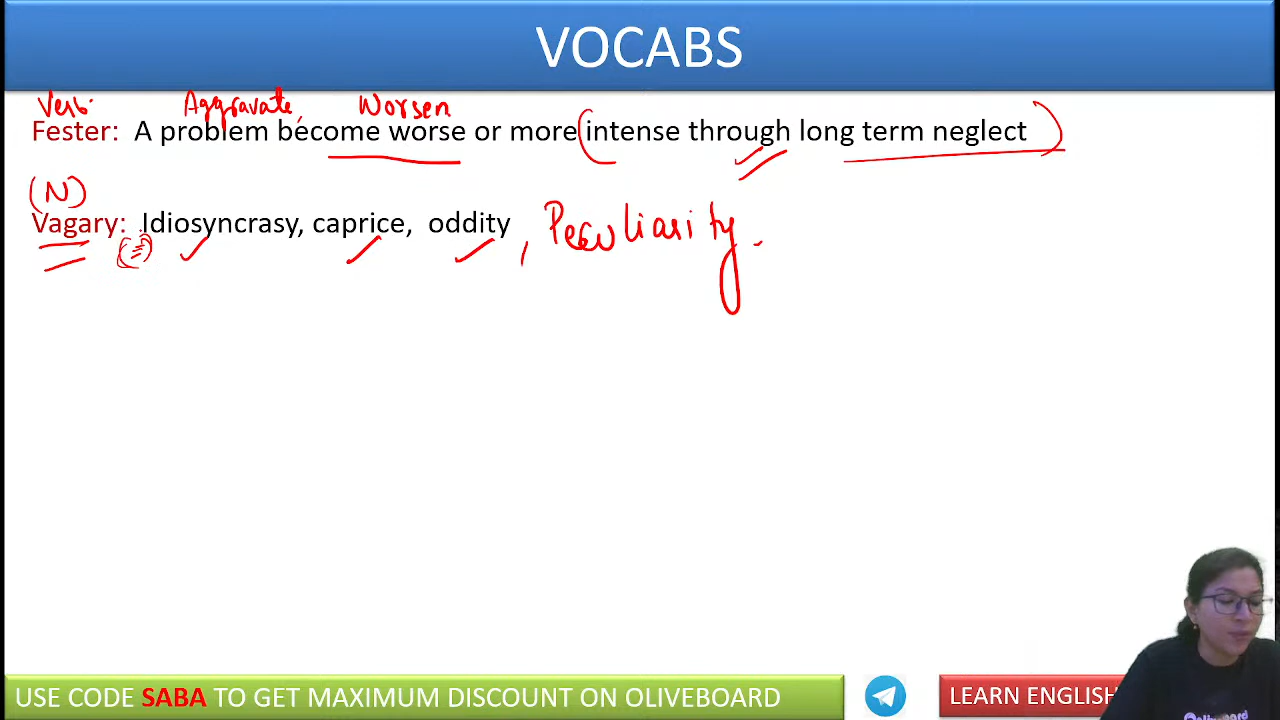 VOCABS
Verb. Aggravate, Worsen
Fester: A problem become worse or more (intense through long term neglect)
(N)
Vagary: Idiosyncrasy, caprice, oddity, Peculiarity.
USE CODE SABA TO GET MAXIMUM DISCOUNT ON OLIVEBOARD
LEARN ENGLISH
Oliveboard